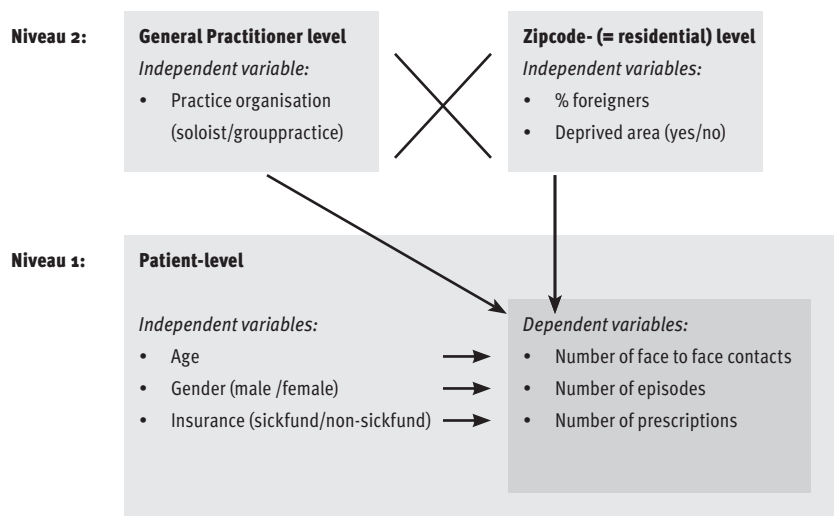 Niveau 2:
General Practitioner level
Independent variable:
• Practice organisation
(soloist/grouppractice)
Zipcode- (= residential) level
Independent variables:
• % foreigners
• Deprived area (yes/no)
Niveau 1:
Patient-level
Independent variables:
• Age
• Gender (male /female)
• Insurance (sickfund/non-sickfund)
Dependent variables:
• Number of face to face contacts
• Number of episodes
• Number of prescriptions